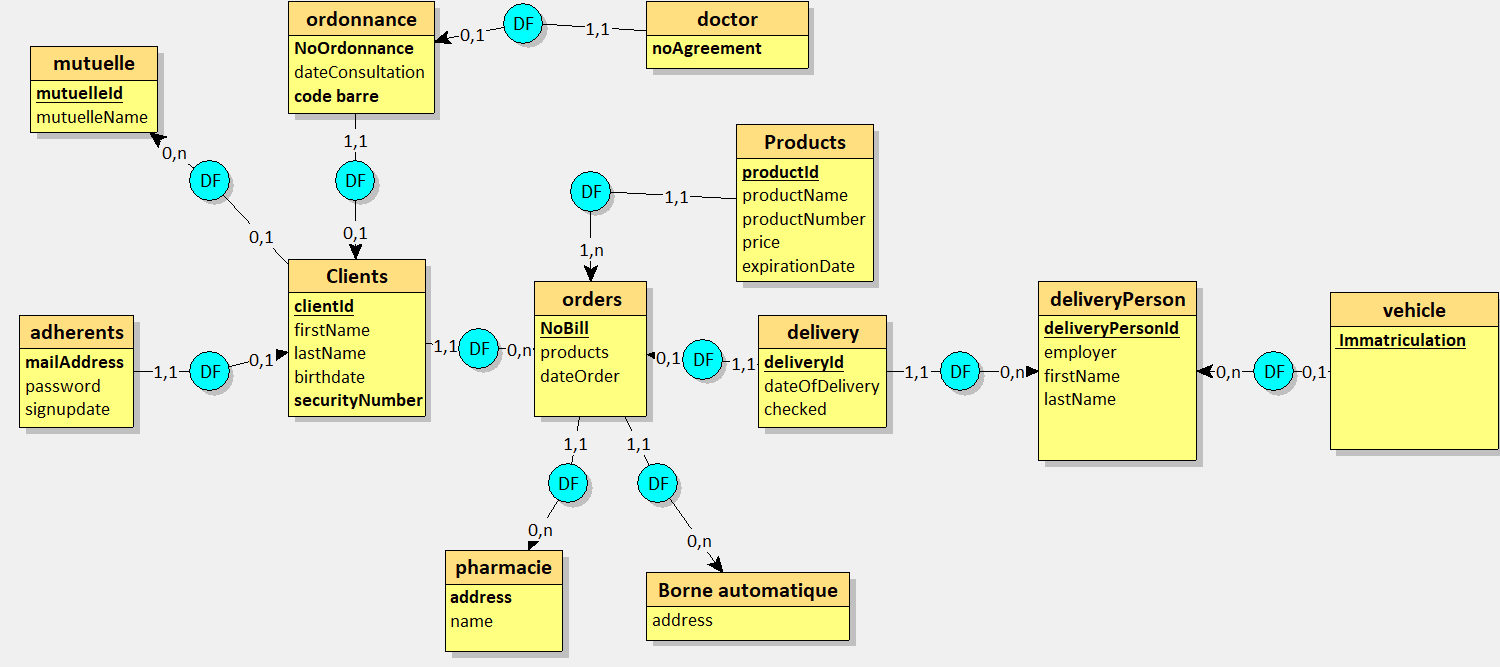 ordonnance
NoOrdonnance
dateConsultation
code barre
0,1
DF
1,1
doctor
noAgreement
mutuelle
mutuelleId
mutuelleName
0,n
DF
0,1
1,1
DF
0,1
Products
productId
productName
productNumber
price
expirationDate
DF
1,1
1,n
Clients
clientId
firstName
lastName
birthdate
securityNumber
adherents
mailAddress
password
signupdate
1,1
DF
0,1
1,1
DF
0,n
orders
NoBill
products
dateOrder
0,1
DF
1,1
delivery
deliveryId
dateOfDelivery
checked
1,1
DF
0,n
deliveryPerson
deliveryPersonId
employer
firstName
lastName
0,n
DF
0,1
vehicle
Immatriculation
1,1
DF
0,n
1,1
DF
0,n
pharmacie
address
name
Borne automatique
address